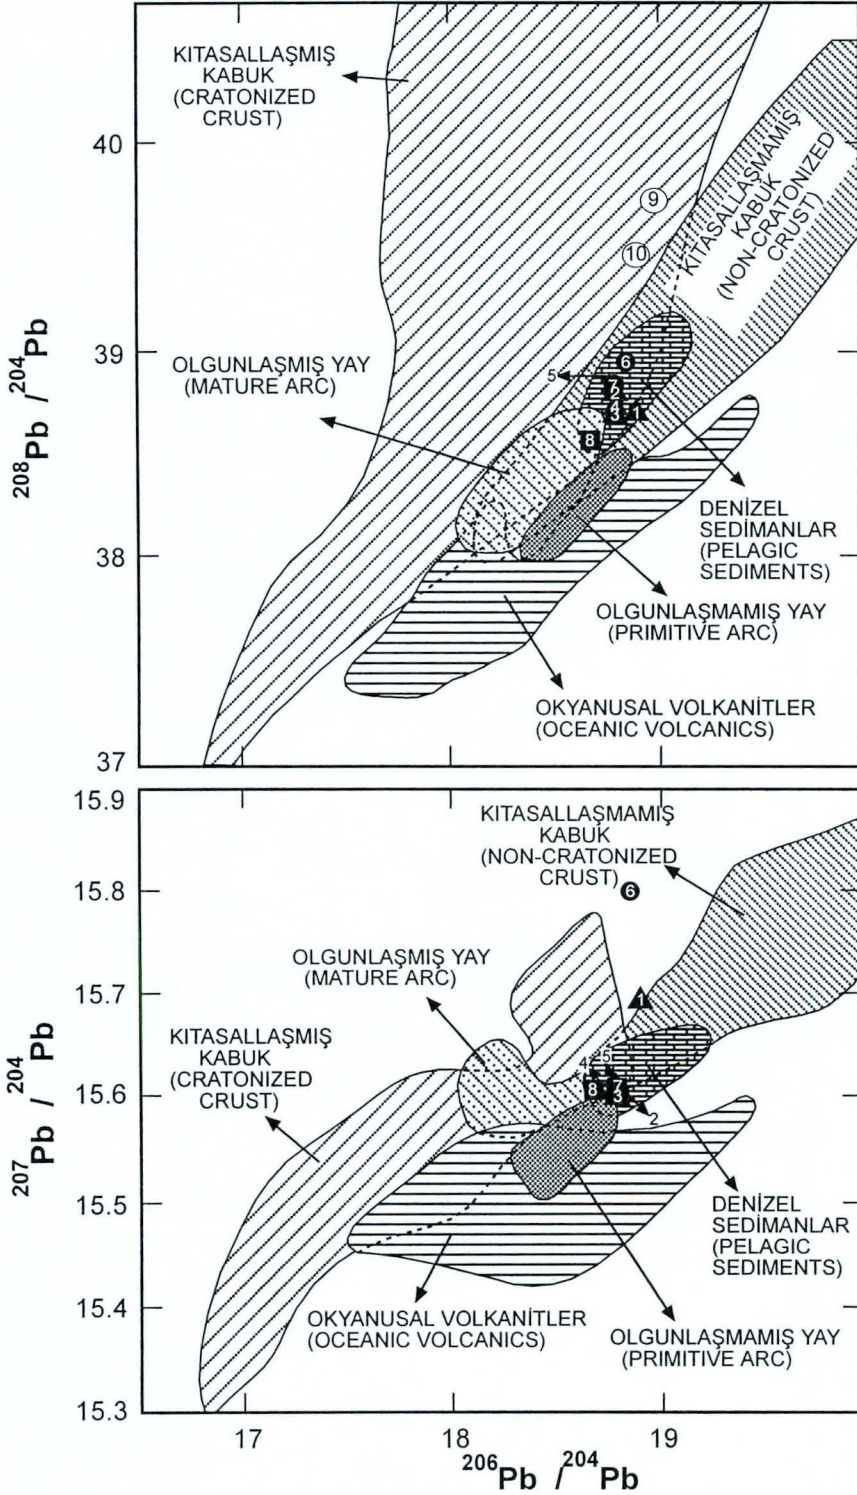 KITASALLAŞMIŞ
KABUK
(CRATONIZED
CRUST)
KITASALLAŞMAMIŞ
KABUK
(NON-CRATONIZED
CRUST)
40
9
10
39
OLGUNLAŞMIŞ YAY
(MATURE ARC)
5
6
7
2
4
3
1
8
208Pb / 204Pb
DENİZEL
SEDİMANLAR
(PELAGIC
SEDIMENTS)
38
OLGUNLAŞMAMIŞ YAY
(PRIMITIVE ARC)
OKYANUSAL VOLKANİTLER
(OCEANIC VOLCANICS)
37
15.9
KITASALLAŞMAMIŞ
KABUK
(NON-CRATONIZED
CRUST)
15.8
6
OLGUNLAŞMIŞ YAY
(MATURE ARC)
15.7
1
KITASALLAŞMIŞ
KABUK
(CRATONIZED
CRUST)
4
5
15.6
8
7
3
2
207Pb / 204Pb
15.5
DENİZEL
SEDİMANLAR
(PELAGIC
SEDIMENTS)
15.4
OKYANUSAL VOLKANİTLER
(OCEANIC VOLCANICS)
OLGUNLAŞMAMIŞ YAY
(PRIMITIVE ARC)
15.3
17
18
19
206Pb / 204Pb